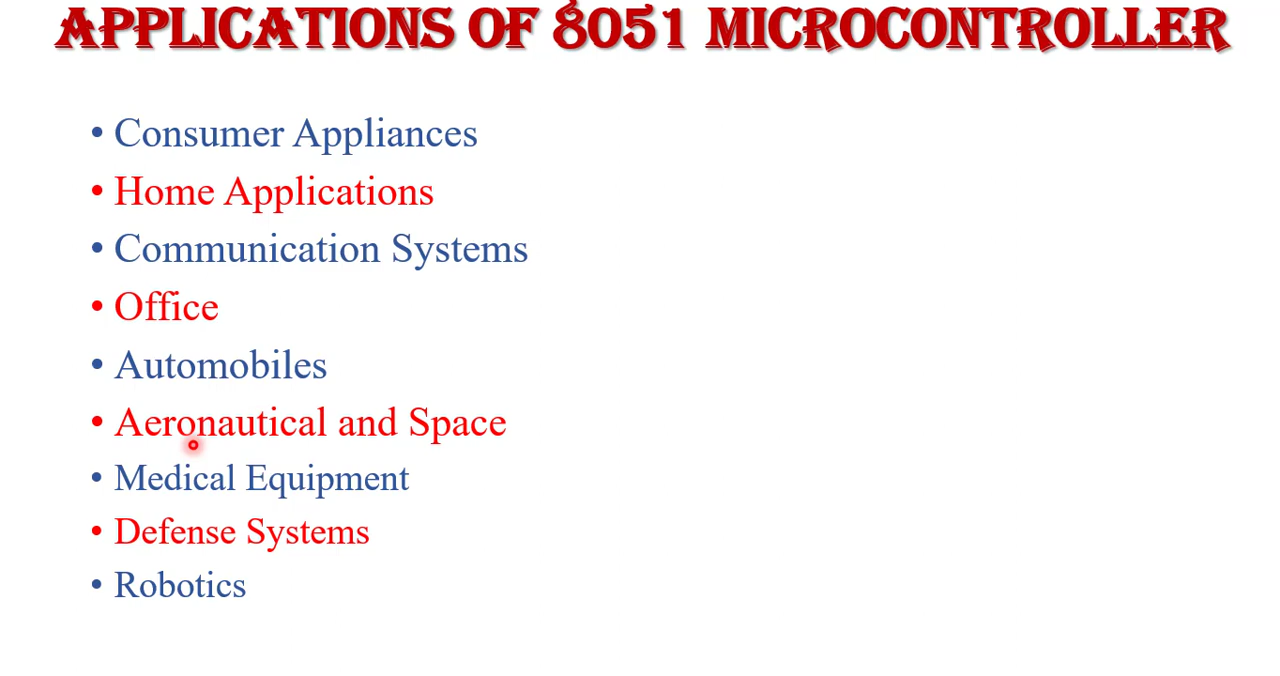 APPLICATIONS OF 8051 MICROCONTROLLER
• Consumer Appliances
• Home Applications
• Communication Systems
• Office
• Automobiles
• Aeronautical and Space
• Medical Equipment
• Defense Systems
• Robotics